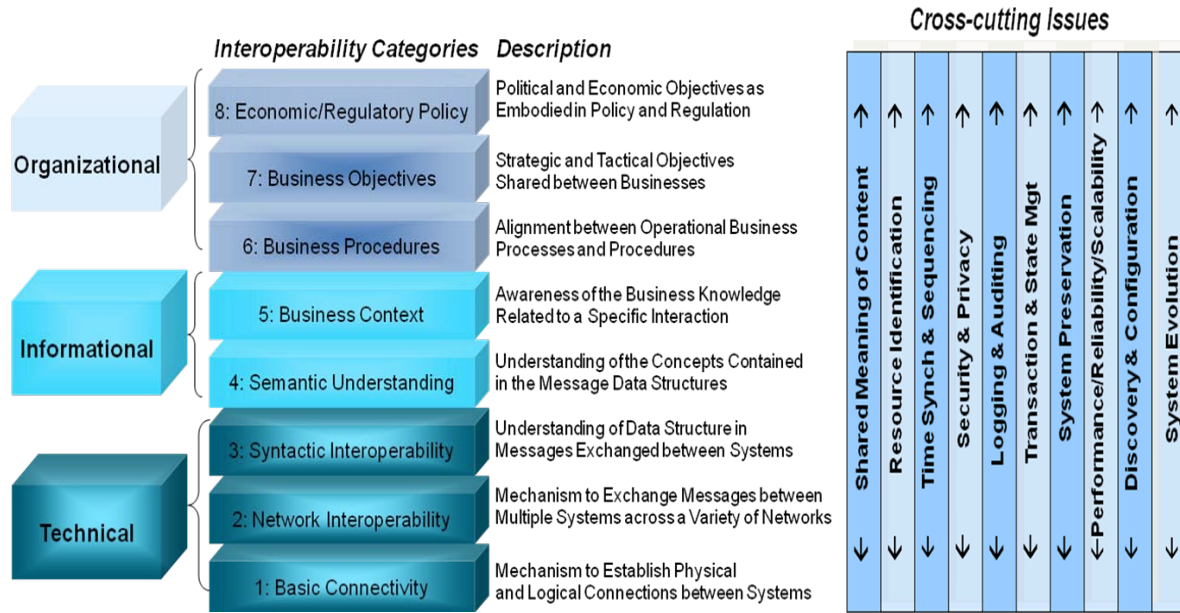 Interoperability Categories
Description
Cross-cutting Issues
Organizational
8: Economic/Regulatory Policy
Political and Economic Objectives as
Embodied in Policy and Regulation
7: Business Objectives
Strategic and Tactical Objectives
Shared between Businesses
6: Business Procedures
Alignment between Operational Business
Processes and Procedures
Informational
5: Business Context
Awareness of the Business Knowledge
Related to a Specific Interaction
4: Semantic Understanding
Understanding of the Concepts Contained
in the Message Data Structures
Technical
3: Syntactic Interoperability
Understanding of Data Structure in
Messages Exchanged between Systems
2: Network Interoperability
Mechanism to Exchange Messages between
Multiple Systems across a Variety of Networks
1: Basic Connectivity
Mechanism to Establish Physical
and Logical Connections between Systems
Shared Meaning of Content
Resource Identification
Time Synch & Sequencing
Security & Privacy
Logging & Auditing
Transaction & State Mgt
System Preservation
Performance/Reliability/Scalability
Discovery & Configuration
System Evolution